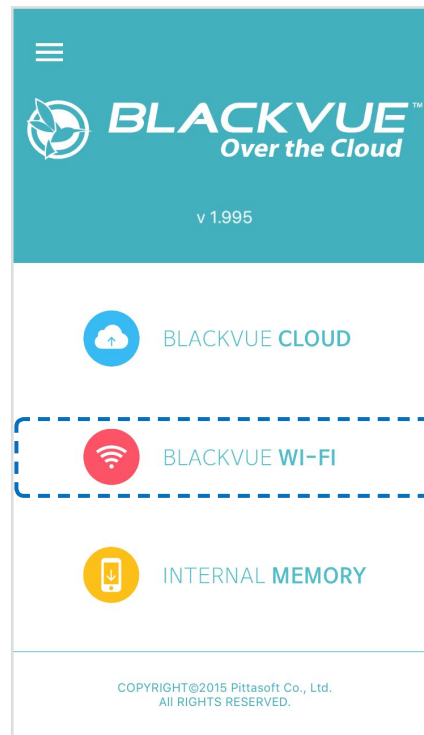 BLACKVUE™
Over the Cloud
v 1.995
BLACKVUE CLOUD
BLACKVUE WI-FI
INTERNAL MEMORY
COPYRIGHT©2015 Pittasoft Co., Ltd.
All RIGHTS RESERVED.